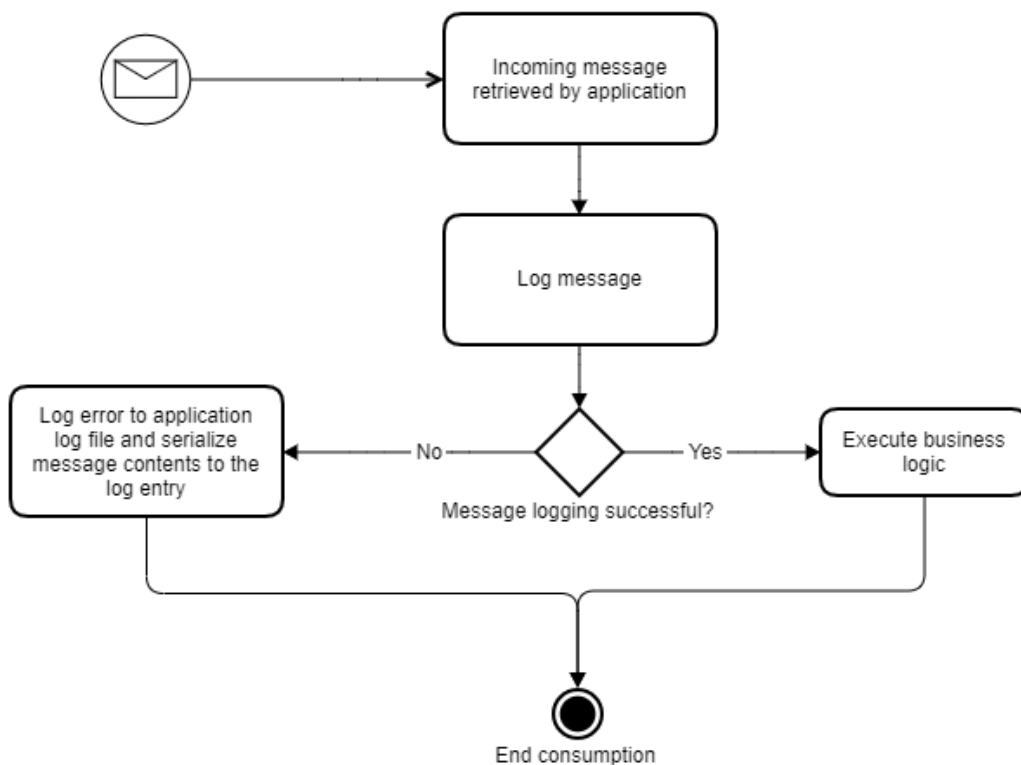 Incoming message
retrieved by application
Log message
Log error to application
log file and serialize
message contents to the
log entry
No
Yes
Execute business
logic
Message logging successful?
End consumption